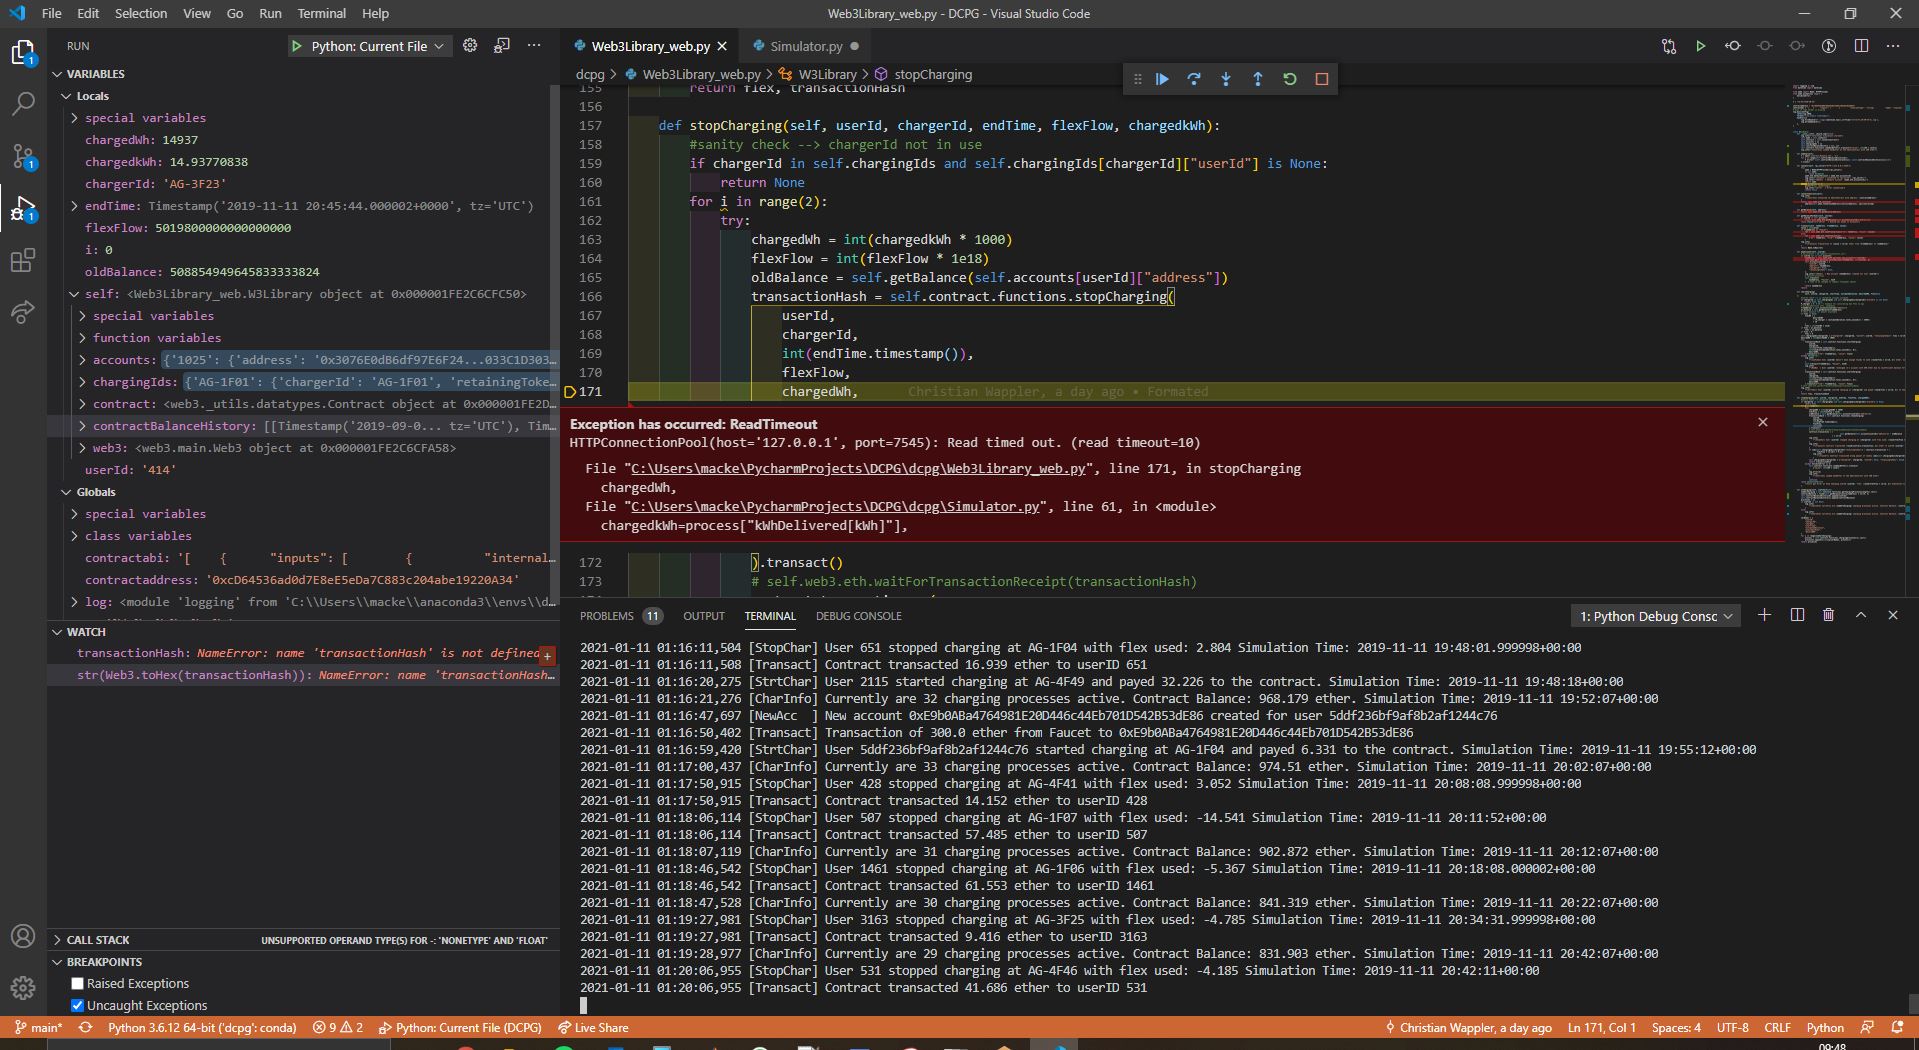 File Edit Selection View Go Run Terminal Help
Web3Library_web.py - DCPG - Visual Studio Code
RUN
Python: Current File
VARIABLES
Locals
special variables
chargedWh: 14937
chargedkWh: 14.93770838
chargerId: 'AG-3F23'
endTime: Timestamp('2019-11-11 20:45:44.000002+0000', tz='UTC')
flexFlow: 5019800000000000000
i: 0
oldBalance: 508854949645833333824
self: <Web3Library_web.W3Library object at 0x000001FE2C6CFC50>
special variables
function variables
accounts: {'1025': {'address': '0x3076E0dB6df97E6F24...033C1D303...
chargingIds: {'AG-1F01': {'chargerId': 'AG-1F01', 'retainingToke...
contract: <web3._utils.datatypes.Contract object at 0x000001FE2D...
contractBalanceHistory: [[Timestamp('2019-09-0... tz='UTC'), Tim...
web3: <web3.main.Web3 object at 0x000001FE2C6CFA58>
userId: '414'
Globals
special variables
class variables
contractabi: '[ { "inputs": [ { "internal...
contractaddress: '0xcD64536ad0d7E8eE5eDa7C883c204abe19220A34'
log: <module 'logging' from 'C:\\Users\\macke\\anaconda3\\envs\\d...
WATCH
transactionHash: NameError: name 'transactionHash' is not defined
str(Web3.toHex(transactionHash)): NameError: name 'transactionHash...
CALL STACK
UNSUPPORTED OPERAND TYPE(S) FOR -: 'NONETYPE' AND 'FLOAT'
BREAKPOINTS
Raised Exceptions
Uncaught Exceptions
Web3Library_web.py
Simulator.py
dcpg > Web3Library_web.py > W3Library > stopCharging
155 return flex, transactionHash
156
157 def stopCharging(self, userId, chargerId, endTime, flexFlow, chargedkWh):
158 #sanity check --> chargerId not in use
159 if chargerId in self.chargingIds and self.chargingIds[chargerId]["userId"] is None:
160 return None
161 for i in range(2):
162 try:
163 chargedWh = int(chargedkWh * 1000)
164 flexFlow = int(flexFlow * 1e18)
165 oldBalance = self.getBalance(self.accounts[userId]["address"])
166 transactionHash = self.contract.functions.stopCharging(
167 userId,
168 chargerId,
169 int(endTime.timestamp()),
170 flexFlow,
171 chargedWh, Christian Wappler, a day ago • Formated
Exception has occurred: ReadTimeout
HTTPConnectionPool(host='127.0.0.1', port=7545): Read timed out. (read timeout=10)
File "C:\Users\macke\PycharmProjects\DCPG\dcpg\Web3Library_web.py", line 171, in stopCharging
chargedWh,
File "C:\Users\macke\PycharmProjects\DCPG\dcpg\Simulator.py", line 61, in <module>
chargedkWh=process["kWhDelivered[kWh]"],
172 ).transact()
173 # self.web3.eth.waitForTransactionReceipt(transactionHash)
PROBLEMS 11 OUTPUT TERMINAL DEBUG CONSOLE
1: Python Debug Consc
2021-01-11 01:16:11,504 [StopChar] User 651 stopped charging at AG-1F04 with flex used: 2.804 Simulation Time: 2019-11-11 19:48:01.999998+00:00
2021-01-11 01:16:11,508 [Transact] Contract transacted 16.939 ether to userID 651
2021-01-11 01:16:20,275 [StrtChar] User 2115 started charging at AG-4F49 and payed 32.226 to the contract. Simulation Time: 2019-11-11 19:48:18+00:00
2021-01-11 01:16:21,276 [CharInfo] Currently are 32 charging processes active. Contract Balance: 968.179 ether. Simulation Time: 2019-11-11 19:52:07+00:00
2021-01-11 01:16:47,697 [NewAcc ] New account 0xE9b0ABa4764981E20D446c44Eb701D542B53dE86 created for user 5ddf236bf9af8b2af1244c76
2021-01-11 01:16:50,402 [Transact] Transaction of 300.0 ether from Faucet to 0xE9b0ABa4764981E20D446c44Eb701D542B53dE86
2021-01-11 01:16:59,420 [StrtChar] User 5ddf236bf9af8b2af1244c76 started charging at AG-1F04 and payed 6.331 to the contract. Simulation Time: 2019-11-11 19:55:12+00:00
2021-01-11 01:17:00,437 [CharInfo] Currently are 33 charging processes active. Contract Balance: 974.51 ether. Simulation Time: 2019-11-11 20:02:07+00:00
2021-01-11 01:17:50,915 [StopChar] User 428 stopped charging at AG-4F41 with flex used: 3.052 Simulation Time: 2019-11-11 20:08:08.999998+00:00
2021-01-11 01:17:50,915 [Transact] Contract transacted 14.152 ether to userID 428
2021-01-11 01:18:06,114 [StopChar] User 507 stopped charging at AG-1F07 with flex used: -14.541 Simulation Time: 2019-11-11 20:11:52+00:00
2021-01-11 01:18:06,114 [Transact] Contract transacted 57.485 ether to userID 507
2021-01-11 01:18:07,119 [CharInfo] Currently are 31 charging processes active. Contract Balance: 902.872 ether. Simulation Time: 2019-11-11 20:12:07+00:00
2021-01-11 01:18:46,542 [StopChar] User 1461 stopped charging at AG-1F06 with flex used: -5.367 Simulation Time: 2019-11-11 20:18:08.000002+00:00
2021-01-11 01:18:46,542 [Transact] Contract transacted 61.553 ether to userID 1461
2021-01-11 01:18:47,528 [CharInfo] Currently are 30 charging processes active. Contract Balance: 841.319 ether. Simulation Time: 2019-11-11 20:22:07+00:00
2021-01-11 01:19:27,981 [StopChar] User 3163 stopped charging at AG-3F25 with flex used: -4.785 Simulation Time: 2019-11-11 20:34:31.999998+00:00
2021-01-11 01:19:27,981 [Transact] Contract transacted 9.416 ether to userID 3163
2021-01-11 01:19:28,977 [CharInfo] Currently are 29 charging processes active. Contract Balance: 831.903 ether. Simulation Time: 2019-11-11 20:42:07+00:00
2021-01-11 01:20:06,955 [StopChar] User 531 stopped charging at AG-4F46 with flex used: -4.185 Simulation Time: 2019-11-11 20:42:11+00:00
2021-01-11 01:20:06,955 [Transact] Contract transacted 41.686 ether to userID 531
main* Python 3.6.12 64-bit ('dcpg': conda) 9 2 Python: Current File (DCPG) Live Share
Christian Wappler, a day ago Ln 171, Col 1 Spaces: 4 UTF-8 CRLF Python
09:48